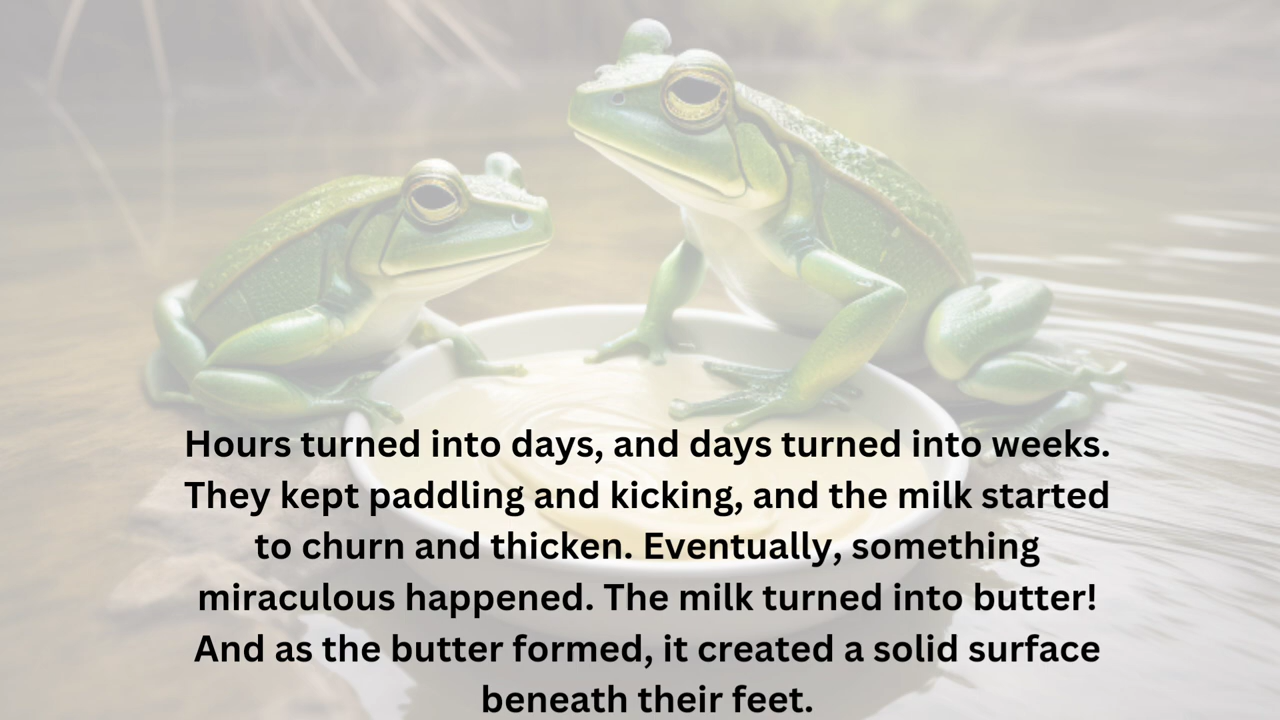 Hours turned into days, and days turned into weeks.
They kept paddling and kicking, and the milk started
to churn and thicken. Eventually, something
miraculous happened. The milk turned into butter!
And as the butter formed, it created a solid surface
beneath their feet.